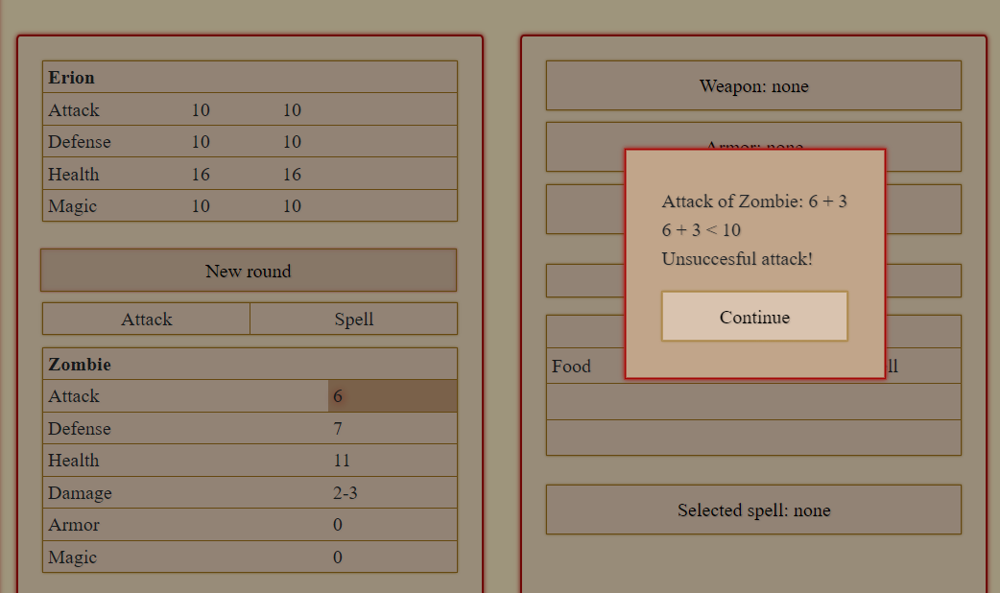 Erion
Attack 10 10
Defense 10 10
Health 16 16
Magic 10 10
New round
Attack Spell
Zombie
Attack 6
Defense 7
Health 11
Damage 2-3
Armor 0
Magic 0
Weapon: none
Armor: none
Attack of Zombie: 6 + 3
6 + 3 < 10
Unsuccesful attack!
Continue
Food
Selected spell: none